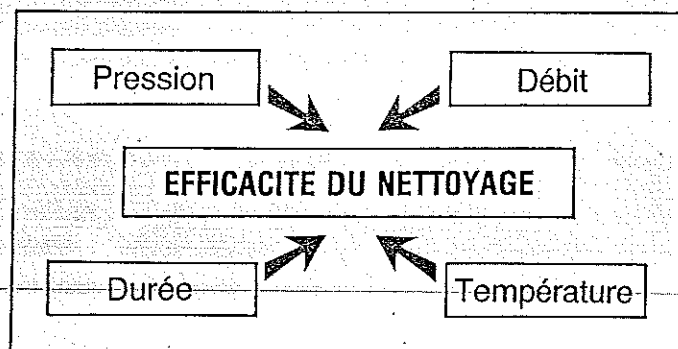 Pression
Débit
EFFICACITE DU NETTOYAGE
Durée
Température